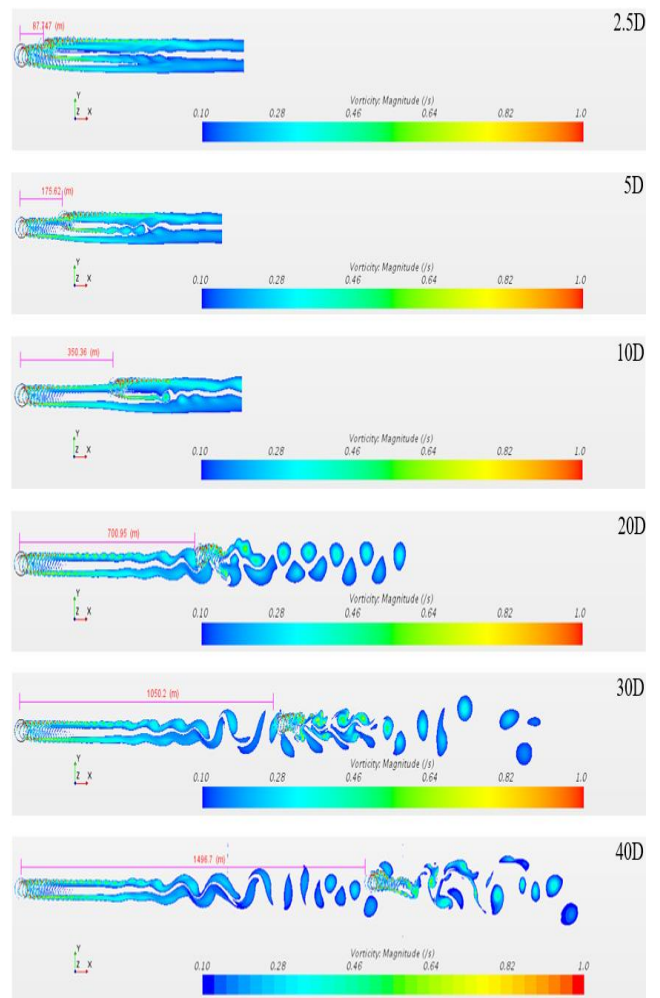 2.5D
87.747 (m)
Y
Z X
Vorticity: Magnitude (/s)
0.10 0.28 0.46 0.64 0.82 1.0
5D
175.62 (m)
Y
Z X
Vorticity: Magnitude (/s)
0.10 0.28 0.46 0.64 0.82 1.0
10D
350.36 (m)
Y
Z X
Vorticity: Magnitude (/s)
0.10 0.28 0.46 0.64 0.82 1.0
20D
700.95 (m)
Y
Z X
Vorticity: Magnitude (/s)
0.10 0.28 0.46 0.64 0.82 1.0
30D
1050.2 (m)
Y
Z X
Vorticity: Magnitude (/s)
0.10 0.28 0.46 0.64 0.82 1.0
40D
1496.7 (m)
Y
Z X
Vorticity: Magnitude (/s)
0.10 0.28 0.46 0.64 0.82 1.0